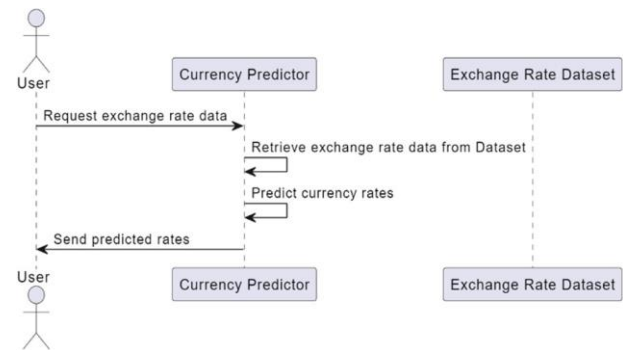 User
Currency Predictor
Exchange Rate Dataset
Request exchange rate data
Retrieve exchange rate data from Dataset
Predict currency rates
Send predicted rates
User
Currency Predictor
Exchange Rate Dataset